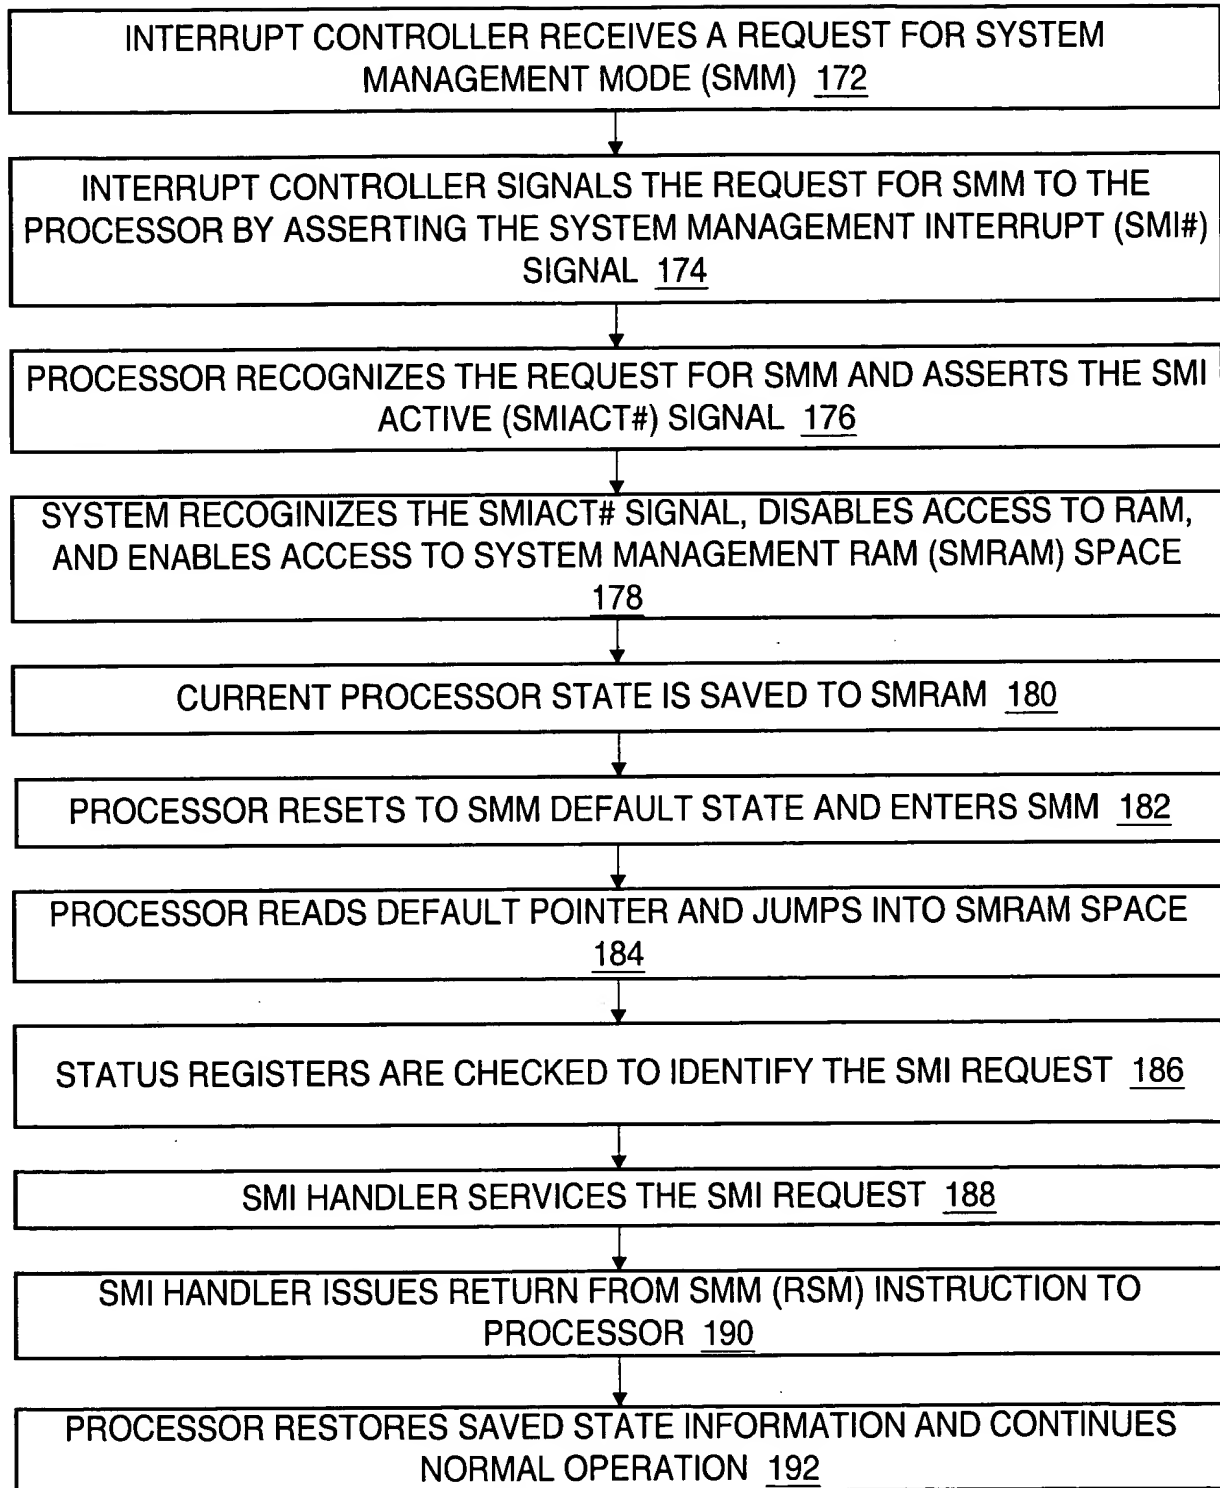 INTERRUPT CONTROLLER RECEIVES A REQUEST FOR SYSTEM
MANAGEMENT MODE (SMM) 172
INTERRUPT CONTROLLER SIGNALS THE REQUEST FOR SMM TO THE
PROCESSOR BY ASSERTING THE SYSTEM MANAGEMENT INTERRUPT (SMI#)
SIGNAL 174
PROCESSOR RECOGNIZES THE REQUEST FOR SMM AND ASSERTS THE SMI
ACTIVE (SMIACT#) SIGNAL 176
SYSTEM RECOGINIZES THE SMIACT# SIGNAL, DISABLES ACCESS TO RAM,
AND ENABLES ACCESS TO SYSTEM MANAGEMENT RAM (SMRAM) SPACE
178
CURRENT PROCESSOR STATE IS SAVED TO SMRAM 180
PROCESSOR RESETS TO SMM DEFAULT STATE AND ENTERS SMM 182
PROCESSOR READS DEFAULT POINTER AND JUMPS INTO SMRAM SPACE
184
STATUS REGISTERS ARE CHECKED TO IDENTIFY THE SMI REQUEST 186
SMI HANDLER SERVICES THE SMI REQUEST 188
SMI HANDLER ISSUES RETURN FROM SMM (RSM) INSTRUCTION TO
PROCESSOR 190
PROCESSOR RESTORES SAVED STATE INFORMATION AND CONTINUES
NORMAL OPERATION 192